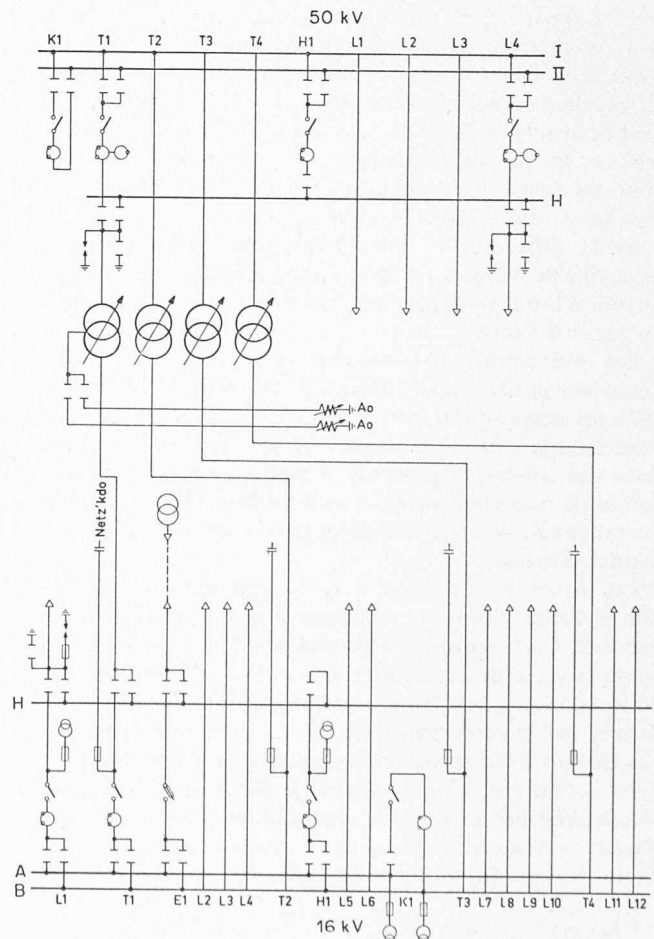 50 kV
K1 T1 T2 T3 T4 H1 L1 L2 L3 L4 I
II
H
Ao
Ao
Netz'kdo
H
A
B
L1 T1 E1 L2 L3 L4 T2 H1 L5 L6 K1 T3 L7 L8 L9 L10 T4 L11 L12
16 kV